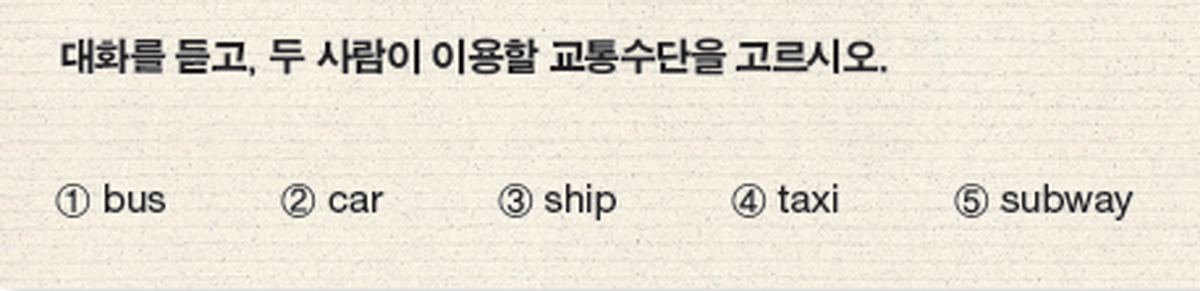 대화를 듣고, 두 사람이 이용할 교통수단을 고르시오.
① bus ② car ③ ship ④ taxi ⑤ subway